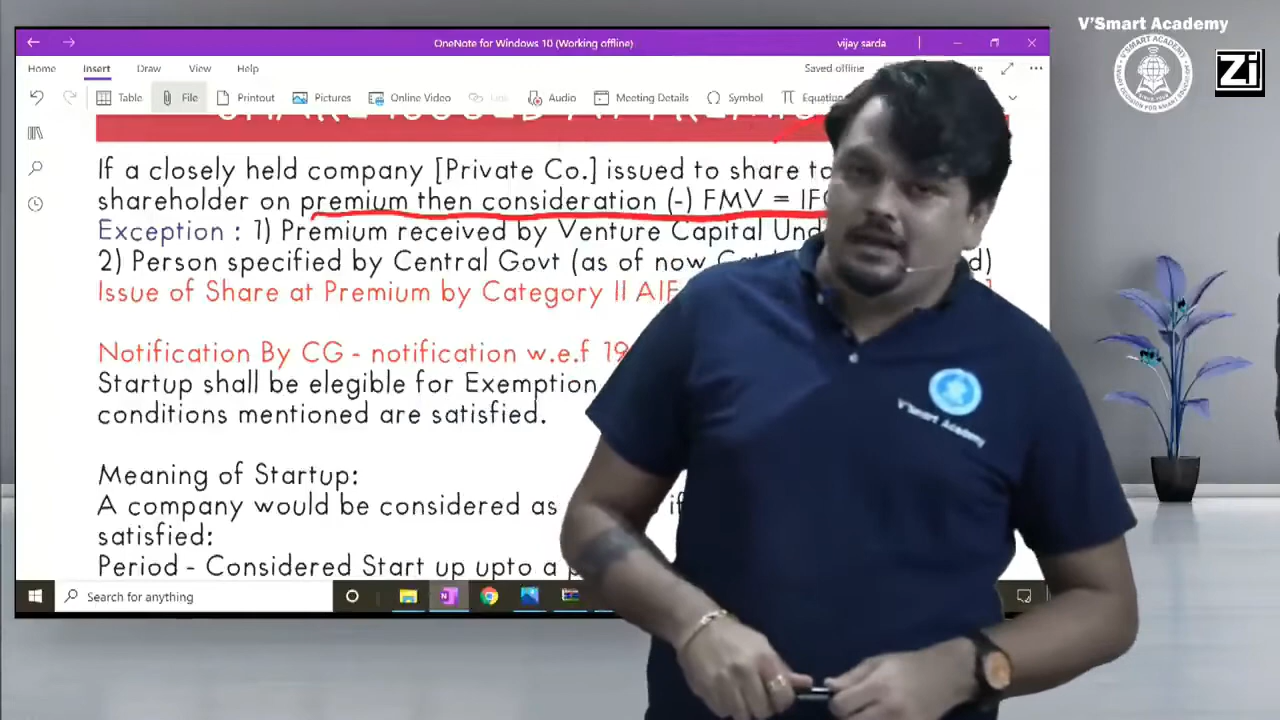 V'Smart Academy
OneNote for Windows 10 (Working offline)
vijay sarda
Home
Insert
Draw
View
Help
Saved offline
Table
File
Printout
Pictures
Online Video
Link
Audio
Meeting Details
Symbol
Equation
Zi
If a closely held company [Private Co.] issued to share to
shareholder on premium then consideration (-) FMV =
Exception : 1) Premium received by Venture Capital
2) Person specified by Central Govt (as of now
Issue of Share at Premium by Category II AIF
Notification By CG - notification w.e.f 19
Startup shall be elegible for Exemption
conditions mentioned are satisfied.
Meaning of Startup:
A company would be considered as if
satisfied:
Period - Considered Start up upto a
Search for anything
V'Smart Academy